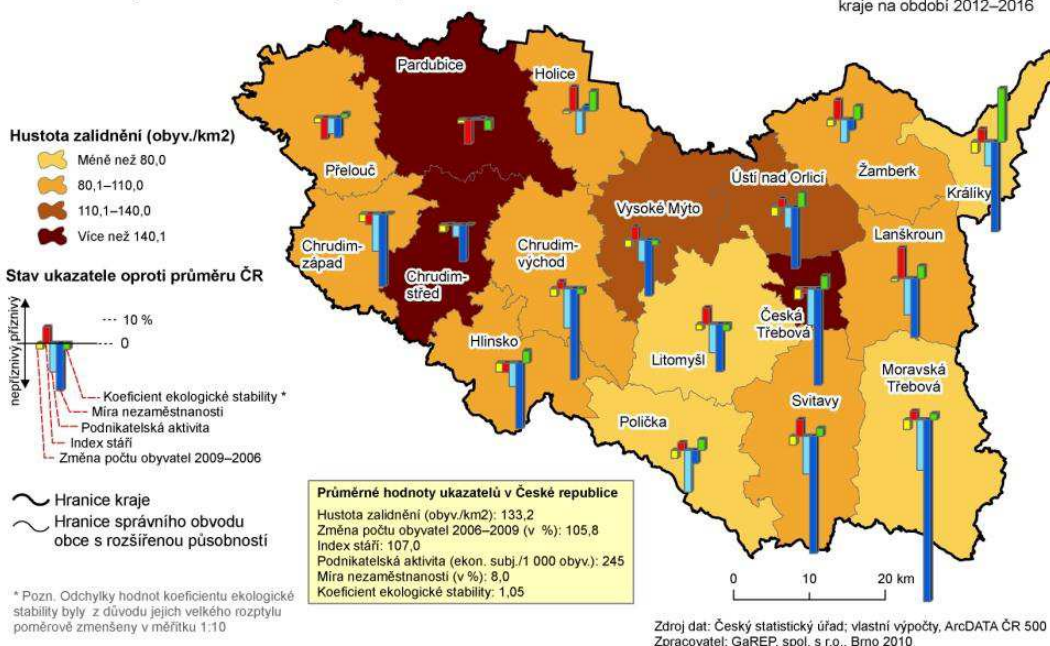 kraje na období 2012–2016
Hustota zalidnění (obyv./km2)
Méně než 80,0
80,1–110,0
110,1–140,0
Více než 140,1
Stav ukazatele oproti průměru ČR
nepříznivý příznivý
10 %
0
Koeficient ekologické stability *
Míra nezaměstnanosti
Podnikatelská aktivita
Index stáří
Změna počtu obyvatel 2009–2006
Hranice kraje
Hranice správního obvodu
obce s rozšířenou působností
* Pozn. Odchylky hodnot koeficientu ekologické
stability byly z důvodu jejich velkého rozptylu
poměrově zmenšeny v měřítku 1:10
Pardubice
Holice
Přelouč
Žamberk
Králíky
Ústí nad Orlicí
Vysoké Mýto
Lanškroun
Chrudim-
západ
Chrudim-
střed
Chrudim-
východ
Česká
Třebová
Hlinsko
Litomyšl
Moravská
Třebová
Svitavy
Polička
Průměrné hodnoty ukazatelů v České republice
Hustota zalidnění (obyv./km2): 133,2
Změna počtu obyvatel 2006–2009 (v %): 105,8
Index stáří: 107,0
Podnikatelská aktivita (ekon. subj./1 000 obyv.): 245
Míra nezaměstnanosti (v %): 8,0
Koeficient ekologické stability: 1,05
0 10 20 km
Zdroj dat: Český statistický úřad; vlastní výpočty, ArcDATA ČR 500
Zpracovatel: GaREP, spol. s r.o., Brno 2010